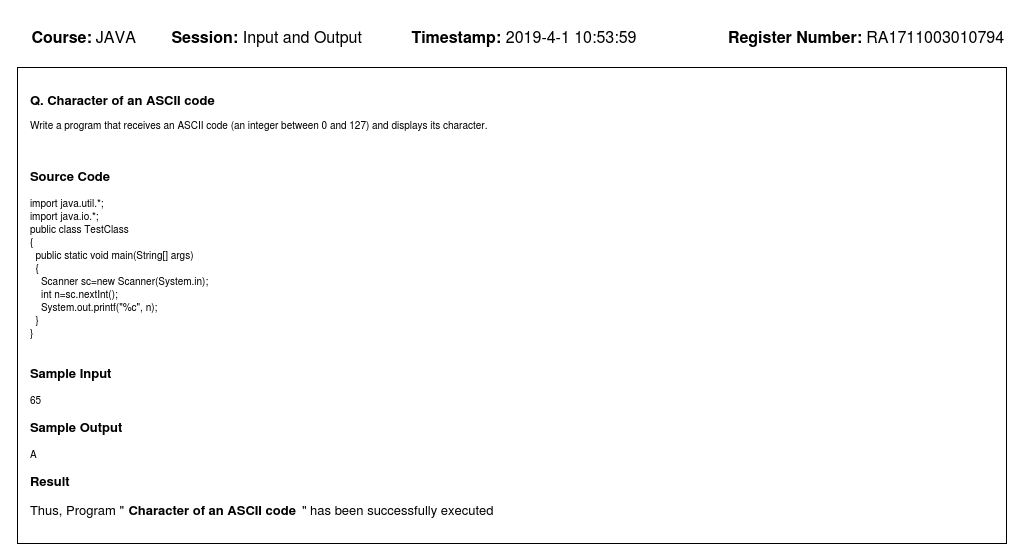 Course: JAVA Session: Input and Output Timestamp: 2019-4-1 10:53:59 Register Number: RA1711003010794
Q. Character of an ASCII code
Write a program that receives an ASCII code (an integer between 0 and 127) and displays its character.
Source Code
import java.util.*;
import java.io.*;
public class TestClass
{
  public static void main(String[] args)
  {
    Scanner sc=new Scanner(System.in);
    int n=sc.nextInt();
    System.out.printf("%c", n);
  }
}
Sample Input
65
Sample Output
A
Result
Thus, Program " Character of an ASCII code " has been successfully executed